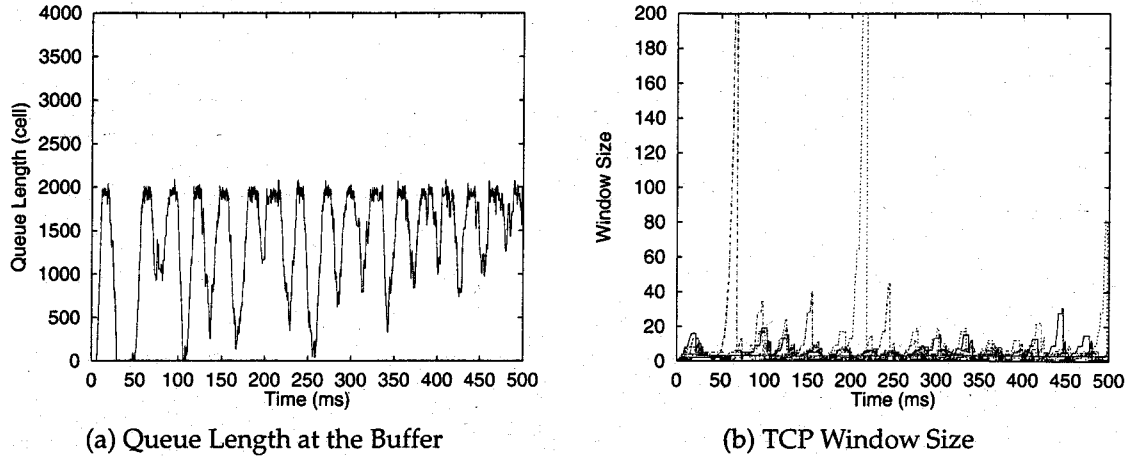 4000
3500
3000
2500
2000
1500
1000
500
0
Queue Length (cell)
0 50 100 150 200 250 300 350 400 450 500
Time (ms)
(a) Queue Length at the Buffer
200
180
160
140
120
100
80
60
40
20
0
Window Size
0 50 100 150 200 250 300 350 400 450 500
Time (ms)
(b) TCP Window Size